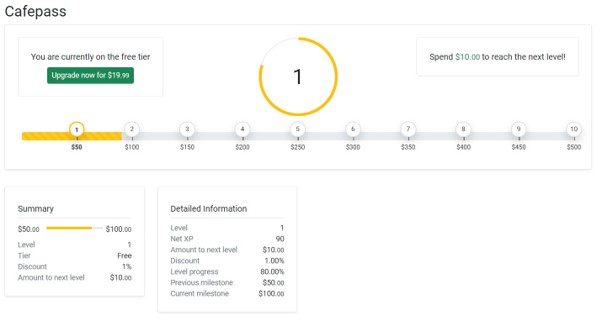 Cafepass
You are currently on the free tier
Upgrade now for $19.99
1
Spend $10.00 to reach the next level!
1 2 3 4 5 6 7 8 9 10
$50 $100 $150 $200 $250 $300 $350 $400 $450 $500
Summary
$50.00 $100.00
Level 1
Tier Free
Discount 1%
Amount to next level $10.00
Detailed Information
Level 1
Net XP 90
Amount to next level $10.00
Discount 1.00%
Level progress 80.00%
Previous milestone $50.00
Current milestone $100.00